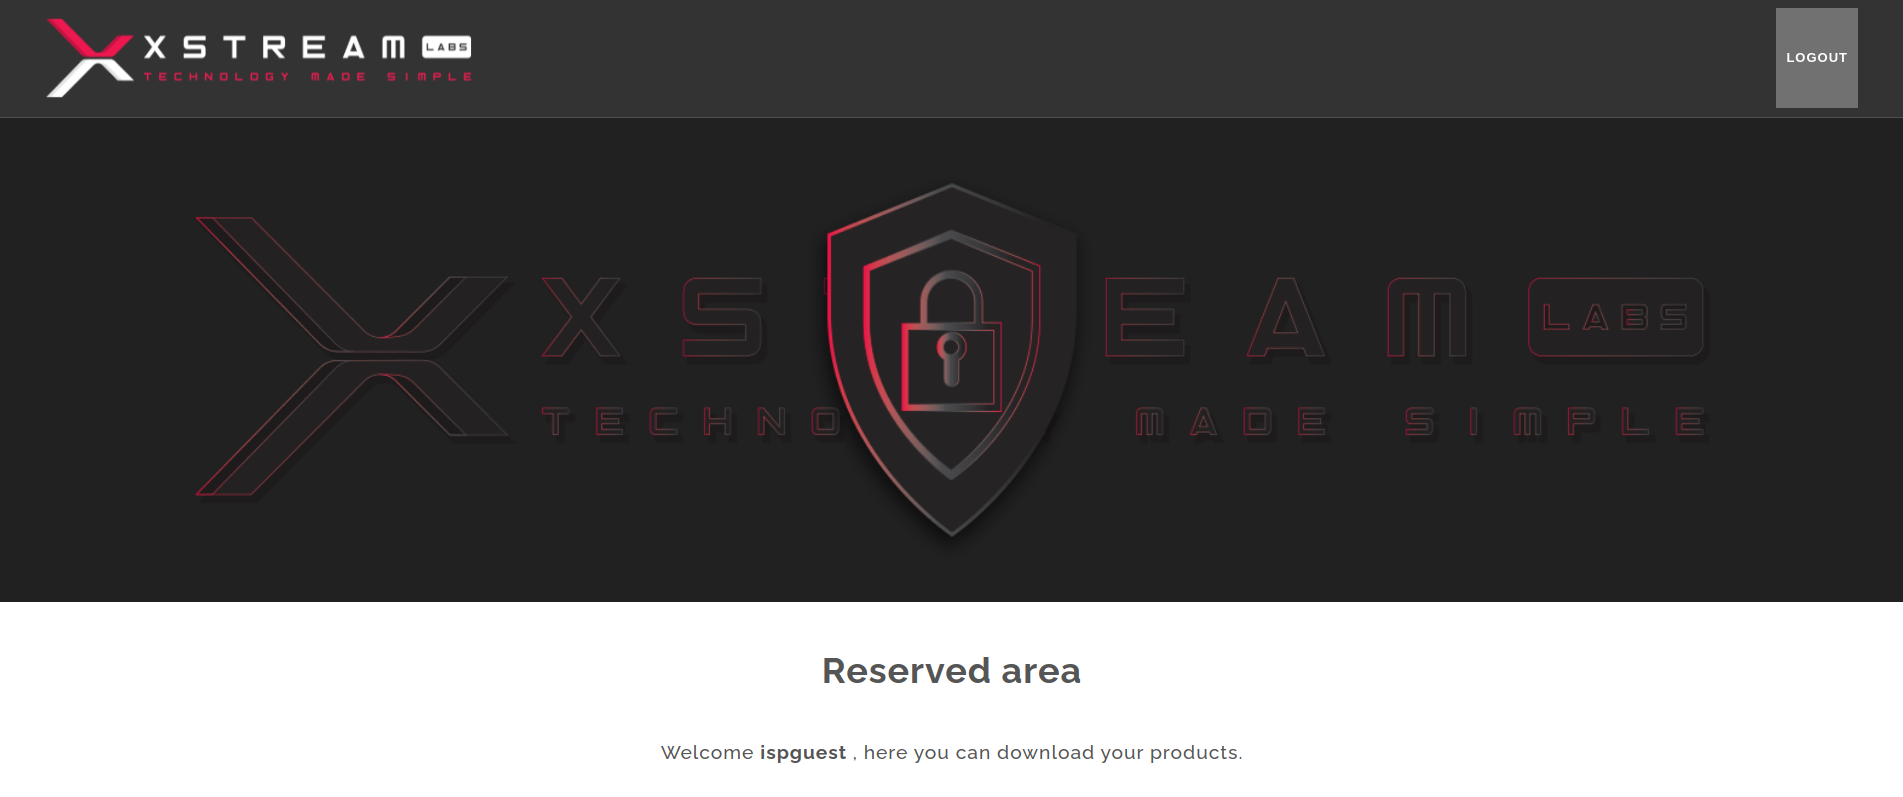 XSTREAM LABS
TECHNOLOGY MADE SIMPLE
LOGOUT
XS EAM LABS
TECHNO MADE SIMPLE
Reserved area
Welcome ispguest , here you can download your products.